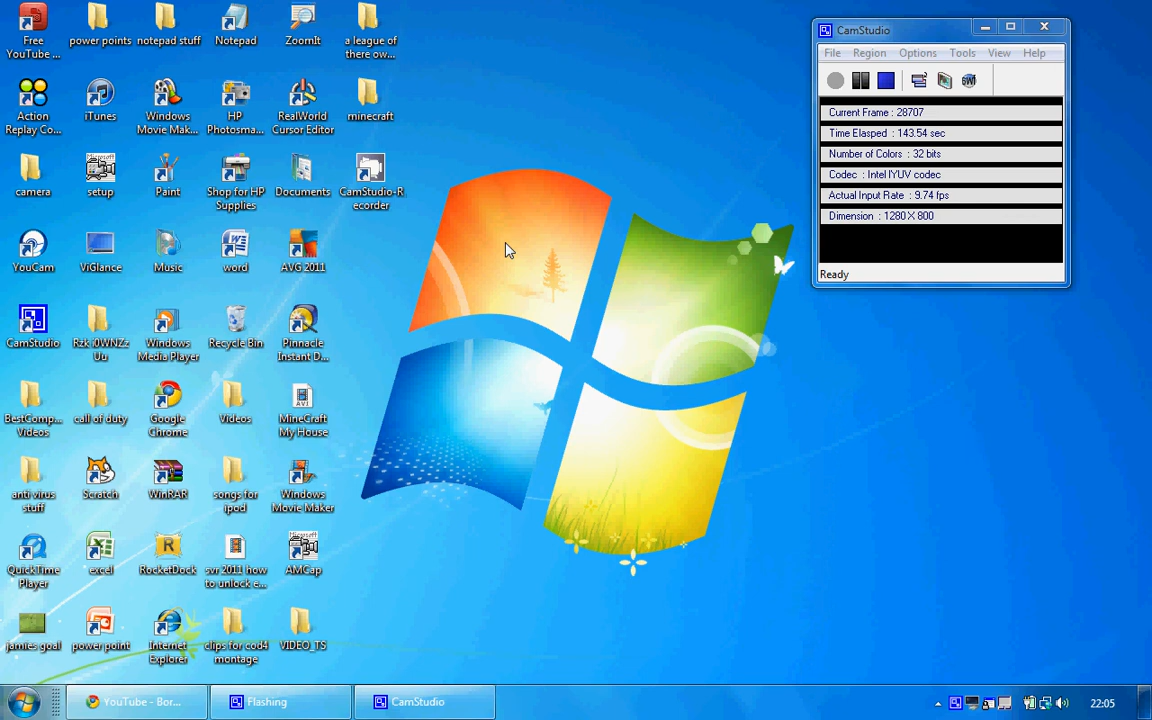 Free
YouTube ...
power points
notepad stuff
Notepad
ZoomIt
a league of
there ow...
Action
Replay Co...
iTunes
Windows
Movie Mak...
HP
Photosma...
RealWorld
Cursor Editor
minecraft
camera
setup
Paint
Shop for HP
Supplies
Documents
CamStudio-R
ecorder
YouCam
ViGlance
Music
word
AVG 2011
CamStudio
Rzk i0WNZz
Uu
Windows
Media Player
Recycle Bin
Pinnacle
Instant D...
BestComp...
Videos
call of duty
Google
Chrome
Videos
MineCraft
My House
anti virus
stuff
Scratch
WinRAR
songs for
ipod
Windows
Movie Maker
QuickTime
Player
excel
RocketDock
svr 2011 how
to unlock e...
AMCap
jamies goal
power point
Internet
Explorer
clips for cod4
montage
VIDEO_TS
CamStudio
File Region Options Tools View Help
Current Frame : 28707
Time Elasped : 143.54 sec
Number of Colors : 32 bits
Codec : Intel IYUV codec
Actual Input Rate : 9.74 fps
Dimension : 1280 X 800
Ready
YouTube - Bor...
Flashing
CamStudio
22:05